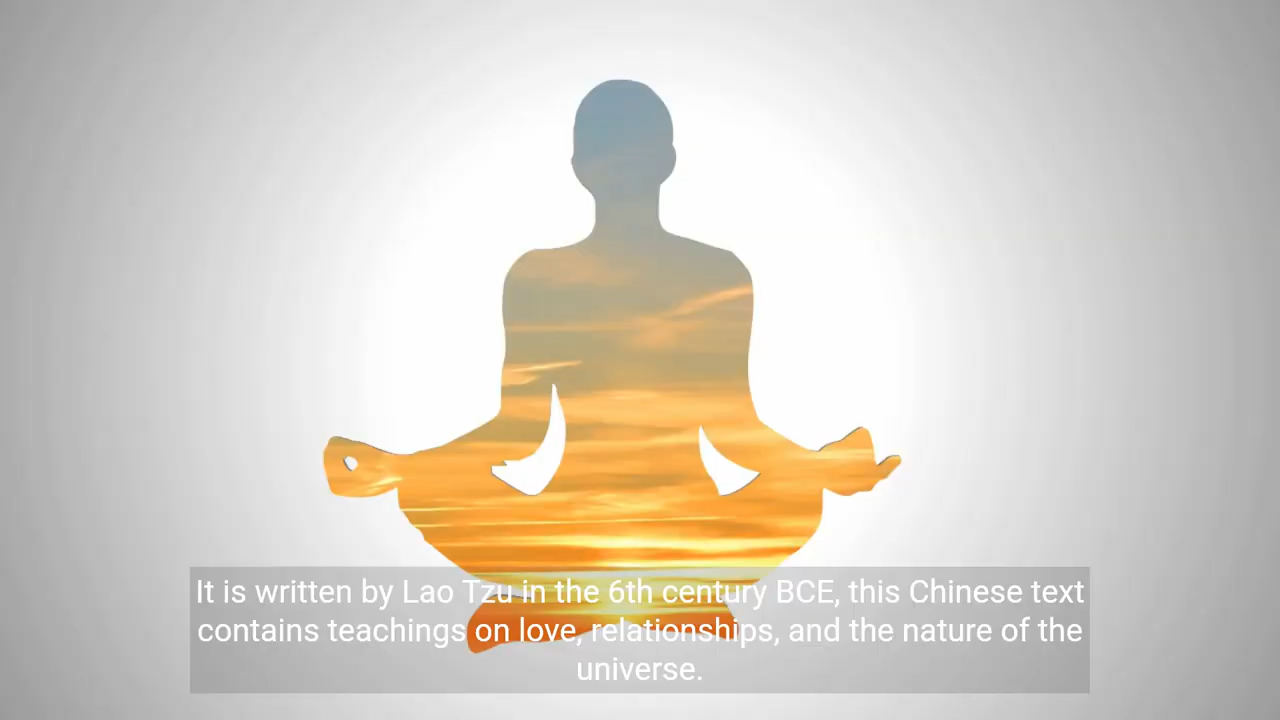 It is written by Lao Tzu in the 6th century BCE, this Chinese text
contains teachings on love, relationships, and the nature of the
universe.